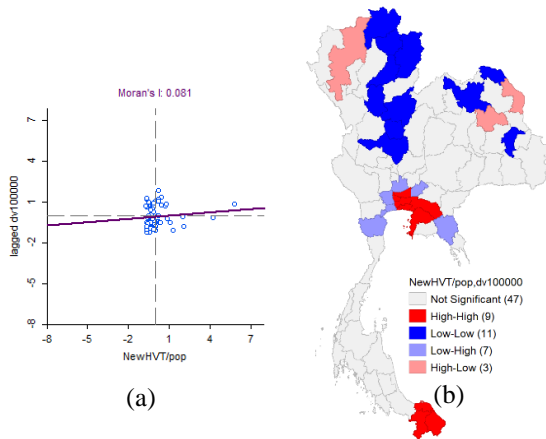 Moran's I: 0.081
lagged dv100000
7
4
1
-2
-5
-8
-8
-5
-2
1
4
7
NewHVT/pop
(a)
NewHVT/pop,dv100000
Not Significant (47)
High-High (9)
Low-Low (11)
Low-High (7)
High-Low (3)
(b)